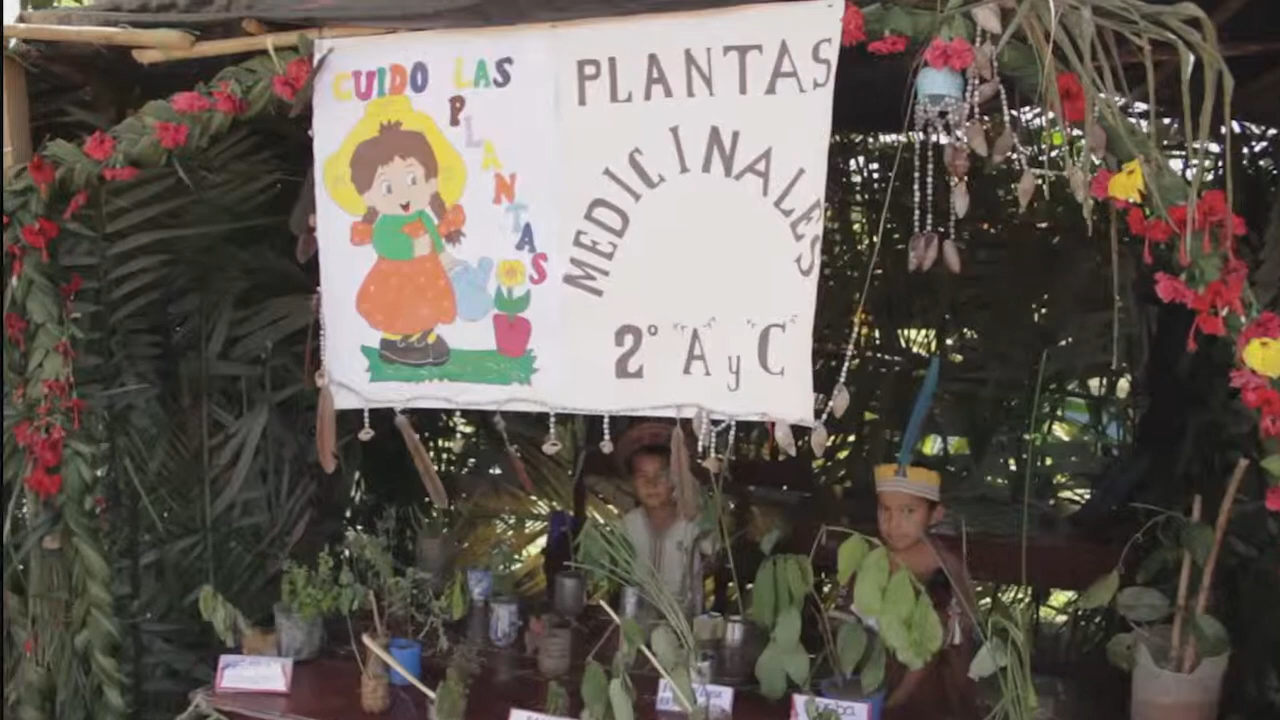 CUIDO LAS
PLANTAS
PLANTAS
MEDICINALES
2° "A" y "C"